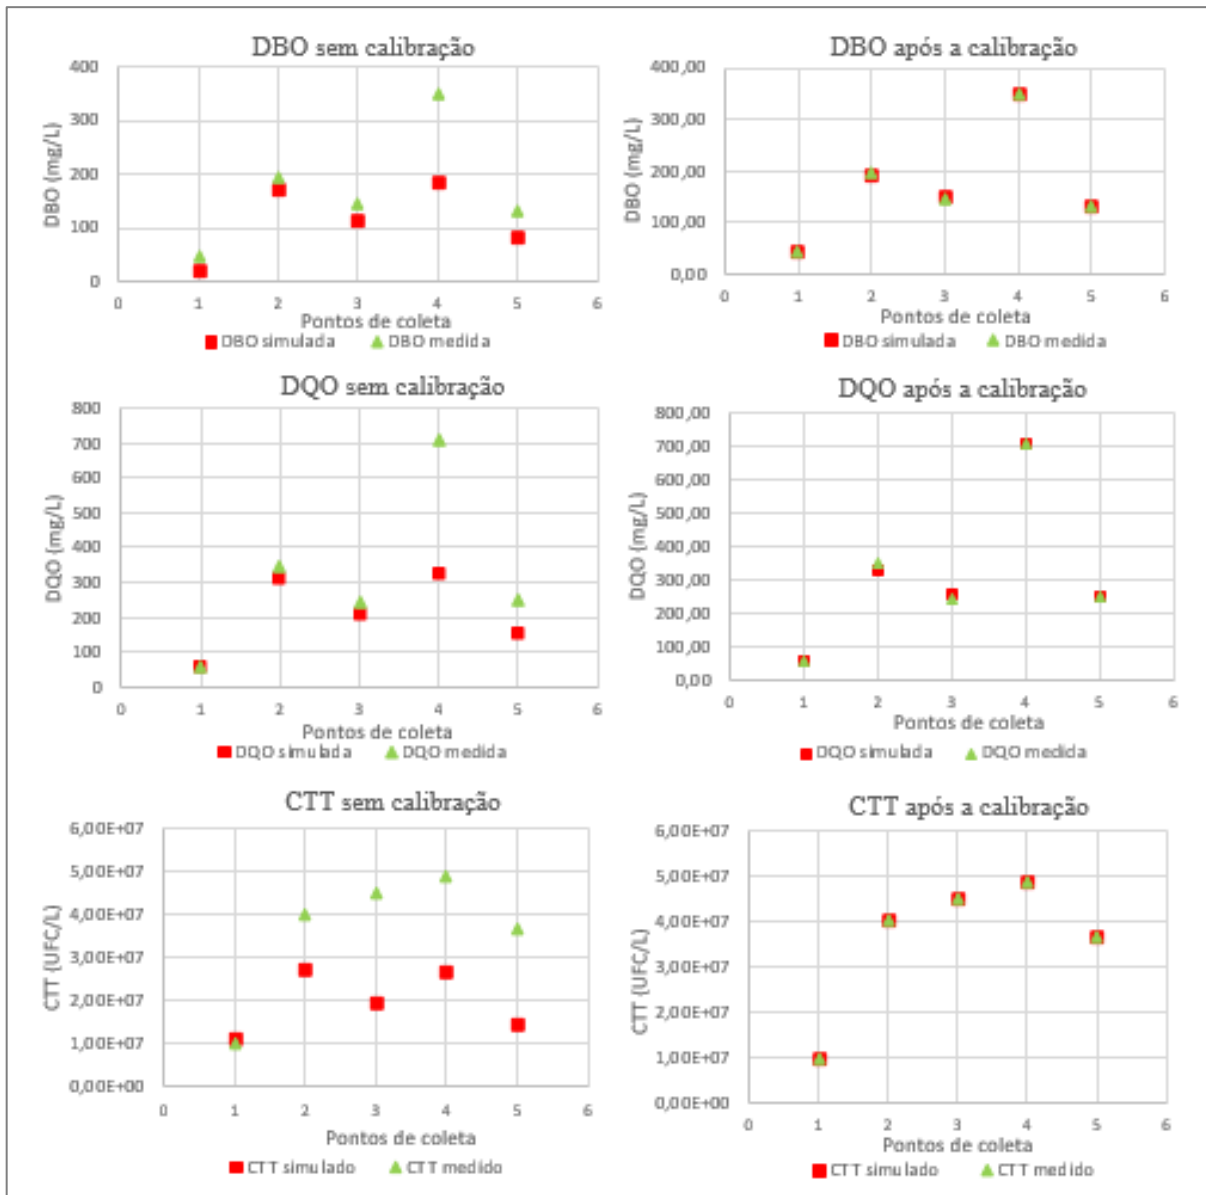 DBO sem calibração
400
300
200
100
0
DBO (mg/L)
0 1 2 3 4 5 6
Pontos de coleta
DBO simulada DBO medida
DBO após a calibração
400,00
300,00
200,00
100,00
0,00
DBO (mg/L)
0 1 2 3 4 5 6
Pontos de coleta
DBO simulada DBO medida
DQO sem calibração
800
700
600
500
400
300
200
100
0
DQO (mg/L)
0 1 2 3 4 5 6
Pontos de coleta
DQO simulada DQO medida
DQO após a calibração
800,00
700,00
600,00
500,00
400,00
300,00
200,00
100,00
0,00
DQO (mg/L)
0 1 2 3 4 5 6
Pontos de coleta
DQO simulada DQO medida
CTT sem calibração
6,00E+07
5,00E+07
4,00E+07
3,00E+07
2,00E+07
1,00E+07
0,00E+00
CTT (UFC/L)
0 1 2 3 4 5 6
Pontos de coleta
CTT simulado CTT medido
CTT após a calibração
6,00E+07
5,00E+07
4,00E+07
3,00E+07
2,00E+07
1,00E+07
0,00E+00
CTT (UFC/L)
0 1 2 3 4 5 6
Pontos de coleta
CTT simulado CTT medido